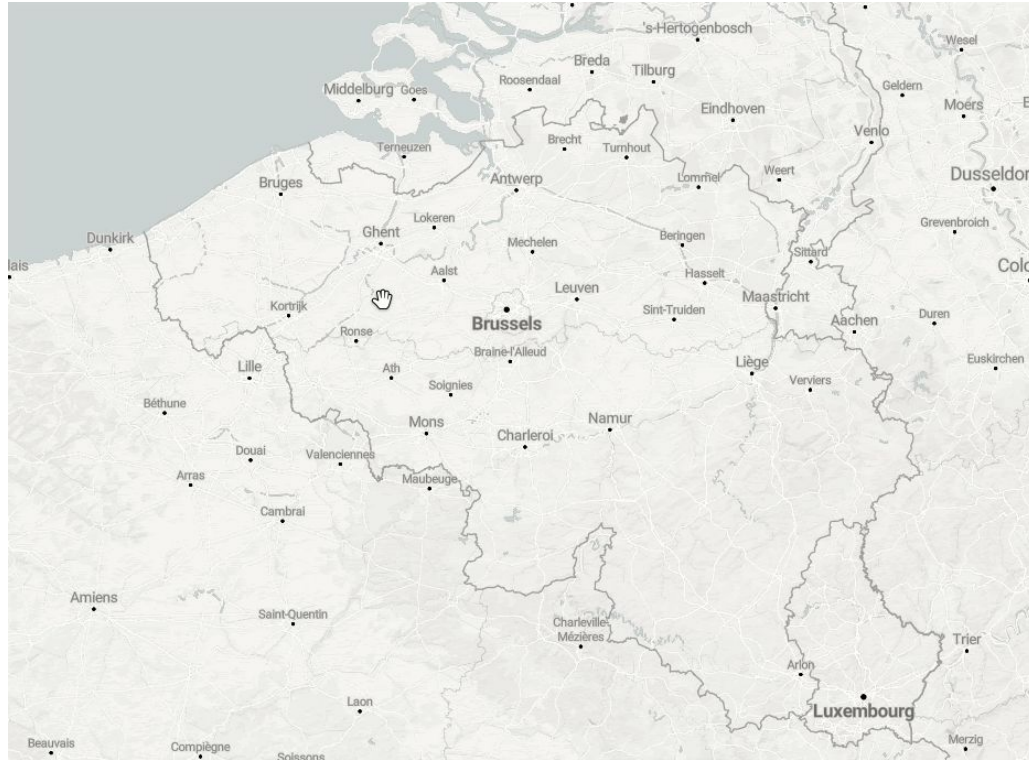 's-Hertogenbosch
Wesel
Breda
Tilburg
Roosendaal
Middelburg
Goes
Geldern
Eindhoven
Moers
Venlo
Brecht
Turnhout
Terneuzen
Weert
Lommel
Dusseldor
Bruges
Antwerp
Lokeren
Grevenbroich
Ghent
Dunkirk
Beringen
Mechelen
Sittard
lais
Colo
Aalst
Hasselt
Leuven
Maastricht
Kortrijk
Sint-Truiden
Duren
Aachen
Brussels
Ronse
Braine-l'Alleud
Euskirchen
Liège
Lille
Ath
Verviers
Soignies
Béthune
Mons
Namur
Charleroi
Douai
Valenciennes
Arras
Maubeuge
Cambrai
Amiens
Saint-Quentin
Charleville-
Mézières
Trier
Arlon
Laon
Luxembourg
Beauvais
Compiègne
Merzig
Soissons